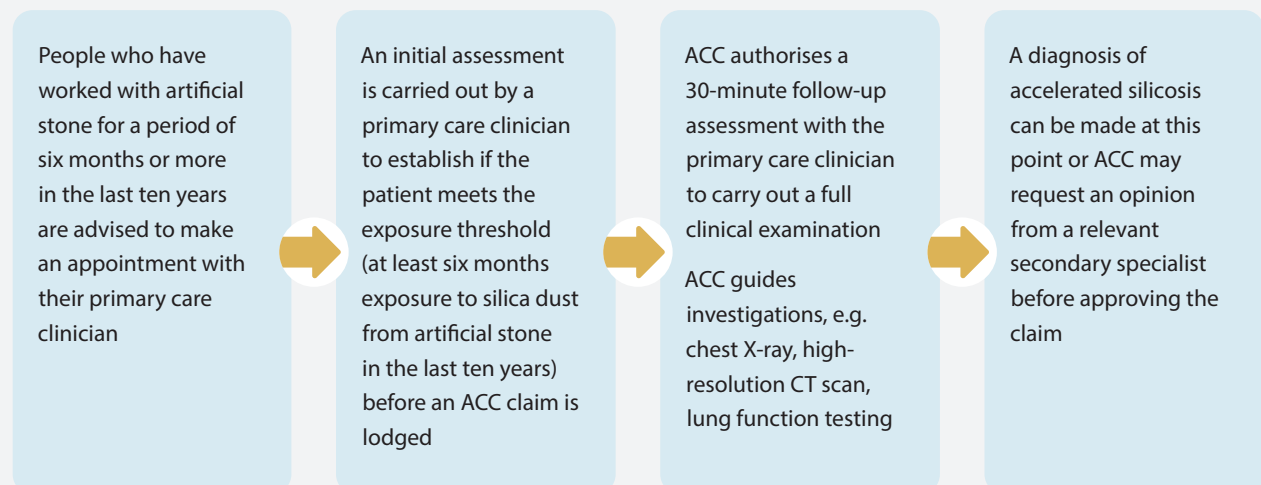 People who have
worked with artificial
stone for a period of
six months or more
in the last ten years
are advised to make
an appointment with
their primary care
clinician
An initial assessment
is carried out by a
primary care clinician
to establish if the
patient meets the
exposure threshold
(at least six months
exposure to silica dust
from artificial stone
in the last ten years)
before an ACC claim is
lodged
ACC authorises a
30-minute follow-up
assessment with the
primary care clinician
to carry out a full
clinical examination
ACC guides
investigations, e.g.
chest X-ray, high-
resolution CT scan,
lung function testing
A diagnosis of
accelerated silicosis
can be made at this
point or ACC may
request an opinion
from a relevant
secondary specialist
before approving the
claim